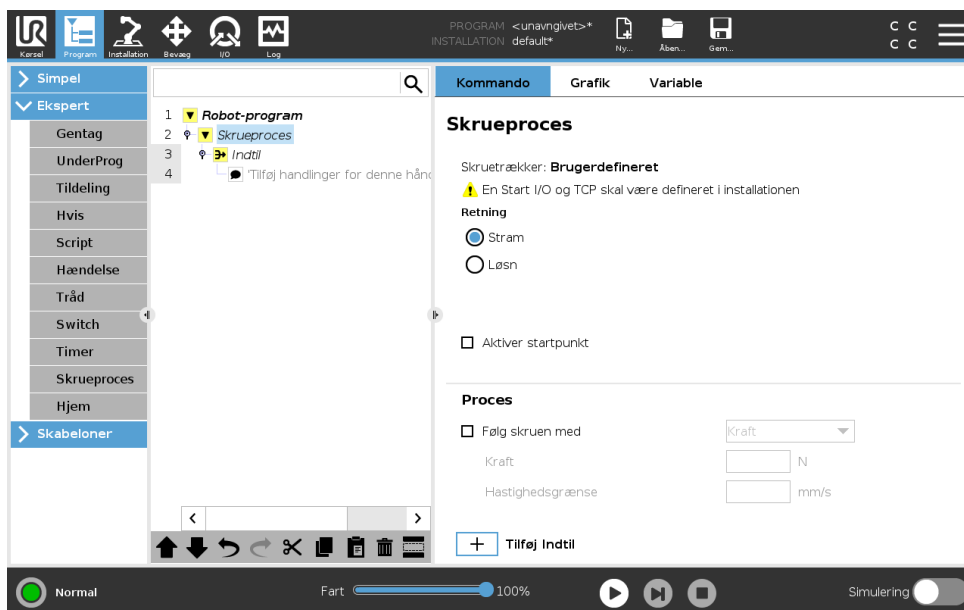 PROGRAM <unavngivet>*
INSTALLATION default*
UR
Kørsel Program Installation Bevæg I/O Log Ny... Åben... Gem...
C C
C C
Simpel
Ekspert
Gentag
UnderProg
Tildeling
Hvis
Script
Hændelse
Tråd
Switch
Timer
Skrueproces
Hjem
Skabeloner
1 Robot-program
2 Skrueproces
3 Indtil
4 'Tilføj handlinger for denne hånd
Kommando Grafik Variable
Skrueproces
Skruetrækker: Brugerdefineret
En Start I/O og TCP skal være defineret i installationen
Retning
Stram
Løsn
Aktiver startpunkt
Proces
Følg skruen med Kraft
Kraft N
Hastighedsgrænse mm/s
+ Tilføj Indtil
Normal Fart 100% Simulering